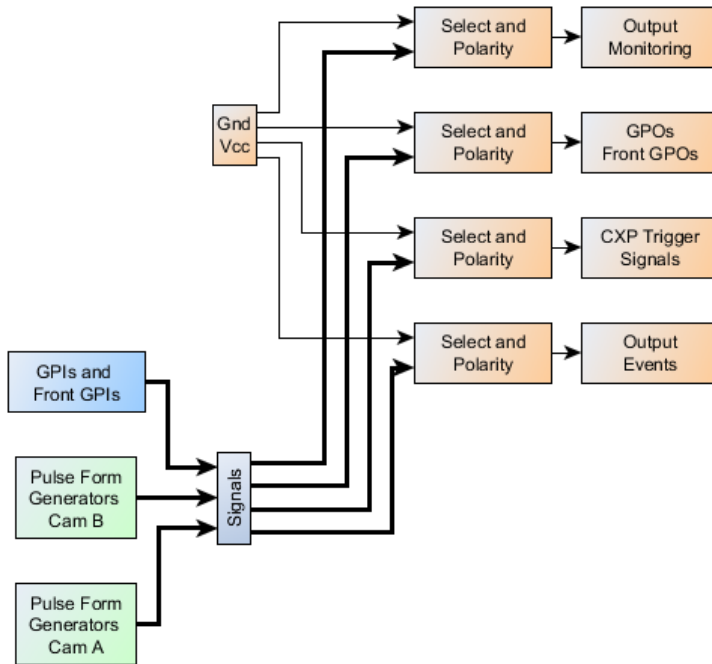 Select and
Polarity
Output
Monitoring
Gnd
Vcc
Select and
Polarity
GPOs
Front GPOs
Select and
Polarity
CXP Trigger
Signals
Select and
Polarity
Output
Events
GPIs and
Front GPIs
Signals
Pulse Form
Generators
Cam B
Pulse Form
Generators
Cam A